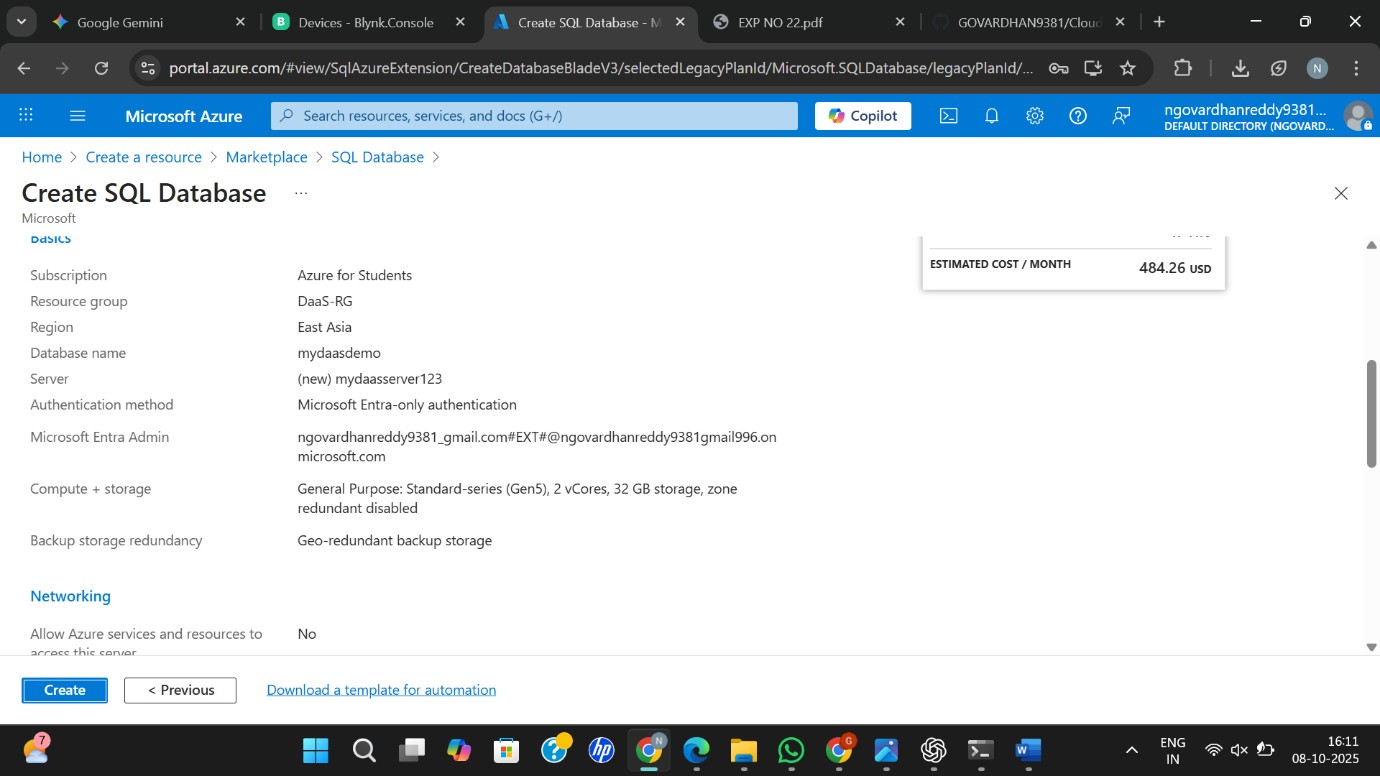 Google Gemini
Devices - Blynk.Console
Create SQL Database - M
EXP NO 22.pdf
GOVARDHAN9381/Cloud
portal.azure.com/#view/SqlAzureExtension/CreateDatabaseBladeV3/selectedLegacyPlanId/Microsoft.SQLDatabase/legacyPlanId/...
N
Microsoft Azure
Search resources, services, and docs (G+/)
Copilot
ngovardhanreddy9381...
DEFAULT DIRECTORY (NGOVARD...
Home > Create a resource > Marketplace > SQL Database >
Create SQL Database ...
Microsoft
Basics
ESTIMATED COST / MONTH 484.26 USD
Subscription Azure for Students
Resource group DaaS-RG
Region East Asia
Database name mydaasdemo
Server (new) mydaasserver123
Authentication method Microsoft Entra-only authentication
Microsoft Entra Admin ngovardhanreddy9381_gmail.com#EXT#@ngovardhanreddy9381gmail996.on
microsoft.com
Compute + storage General Purpose: Standard-series (Gen5), 2 vCores, 32 GB storage, zone
redundant disabled
Backup storage redundancy Geo-redundant backup storage
Networking
Allow Azure services and resources to No
access this server
Create
< Previous
Download a template for automation
7
hp
N
G
W
ENG
IN
16:11
08-10-2025